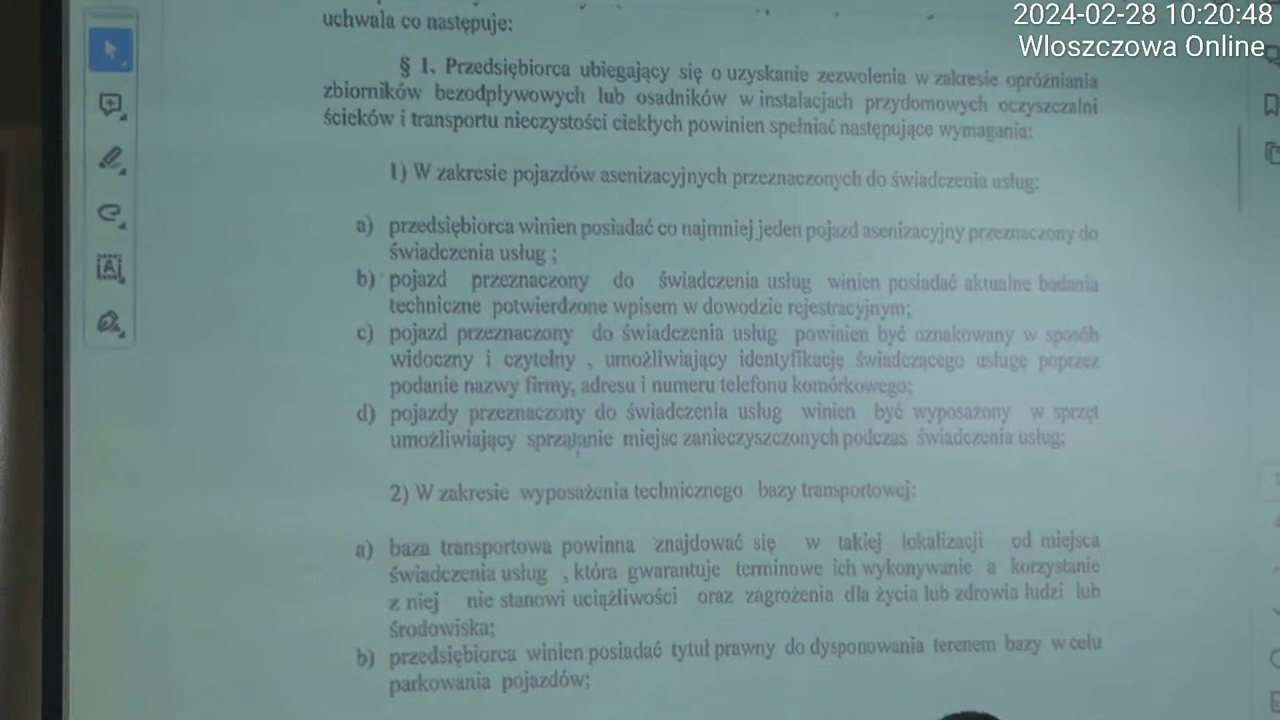 2024-02-28 10:20:48
Wloszczowa Online
uchwala co następuje:
§ 1. Przedsiębiorca ubiegający się o uzyskanie zezwolenia w zakresie opróżniania
zbiorników bezodpływowych lub osadników w instalacjach przydomowych oczyszczalni
ścieków i transportu nieczystości ciekłych powinien spełniać następujące wymagania:
1) W zakresie pojazdów asenizacyjnych przeznaczonych do świadczenia usług:
a) przedsiębiorca winien posiadać co najmniej jeden pojazd asenizacyjny przeznaczony do
świadczenia usług ;
b) pojazd przeznaczony do świadczenia usług winien posiadać aktualne badania
techniczne potwierdzone wpisem w dowodzie rejestracyjnym;
c) pojazd przeznaczony do świadczenia usług powinien być oznakowany w sposób
widoczny i czytelny , umożliwiający identyfikację świadczącego usługę poprzez
podanie nazwy firmy, adresu i numeru telefonu komórkowego;
d) pojazdy przeznaczony do świadczenia usług winien być wyposażony w sprzęt
umożliwiający sprzątanie miejsc zanieczyszczonych podczas świadczenia usług;
2) W zakresie wyposażenia technicznego bazy transportowej:
a) baza transportowa powinna znajdować się w takiej lokalizacji od miejsca
świadczenia usług , która gwarantuje terminowe ich wykonywanie a korzystanie
z niej nie stanowi uciążliwości oraz zagrożenia dla życia lub zdrowia ludzi lub
środowiska;
b) przedsiębiorca winien posiadać tytuł prawny do dysponowania terenem bazy w celu
parkowania pojazdów;